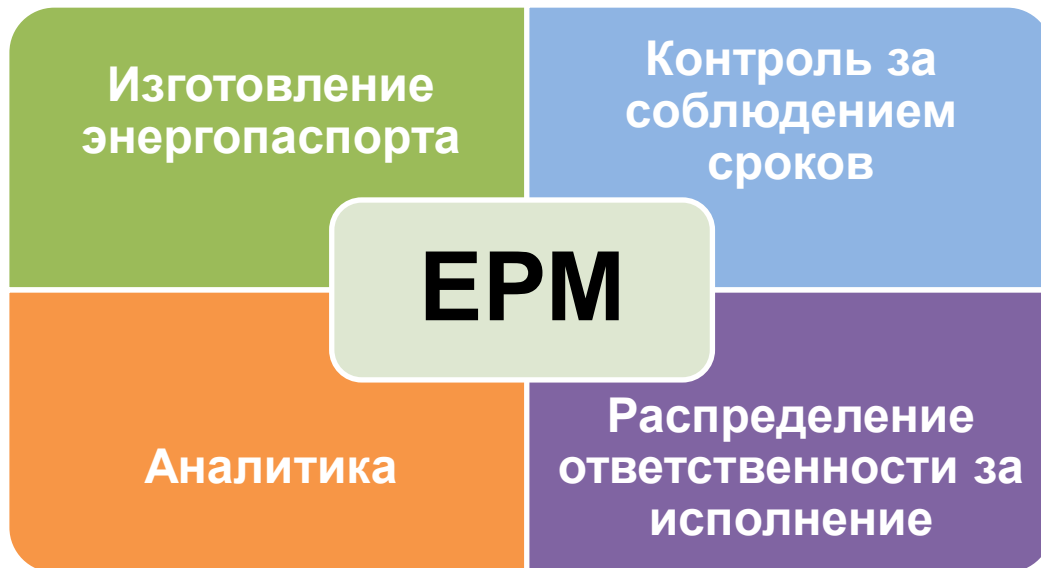 Изготовление
энергопаспорта
Контроль за
соблюдением
сроков
EPM
Аналитика
Распределение
ответственности за
исполнение